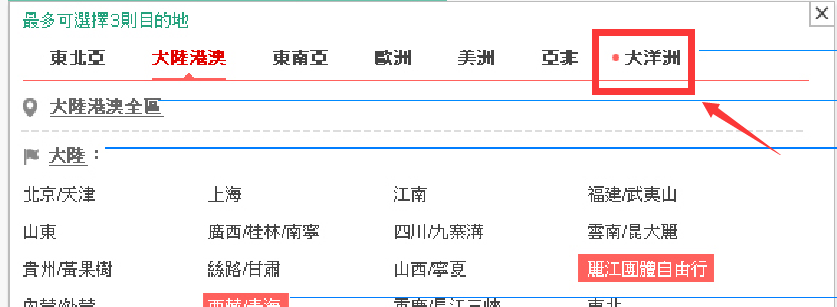 最多可選擇3則目的地
東北亞 大陸港澳 東南亞 歐洲 美洲 亞非 大洋洲
大陸港澳全區
大陸：
北京/天津 上海 江南 福建/武夷山
山東 廣西/桂林/南寧 四川/九寨溝 雲南/昆大麗
貴州/黃果樹 絲路/甘肅 山西/寧夏 麗江團體自由行
內蒙/外蒙 西藏/青海 重慶/長江三峽 東北